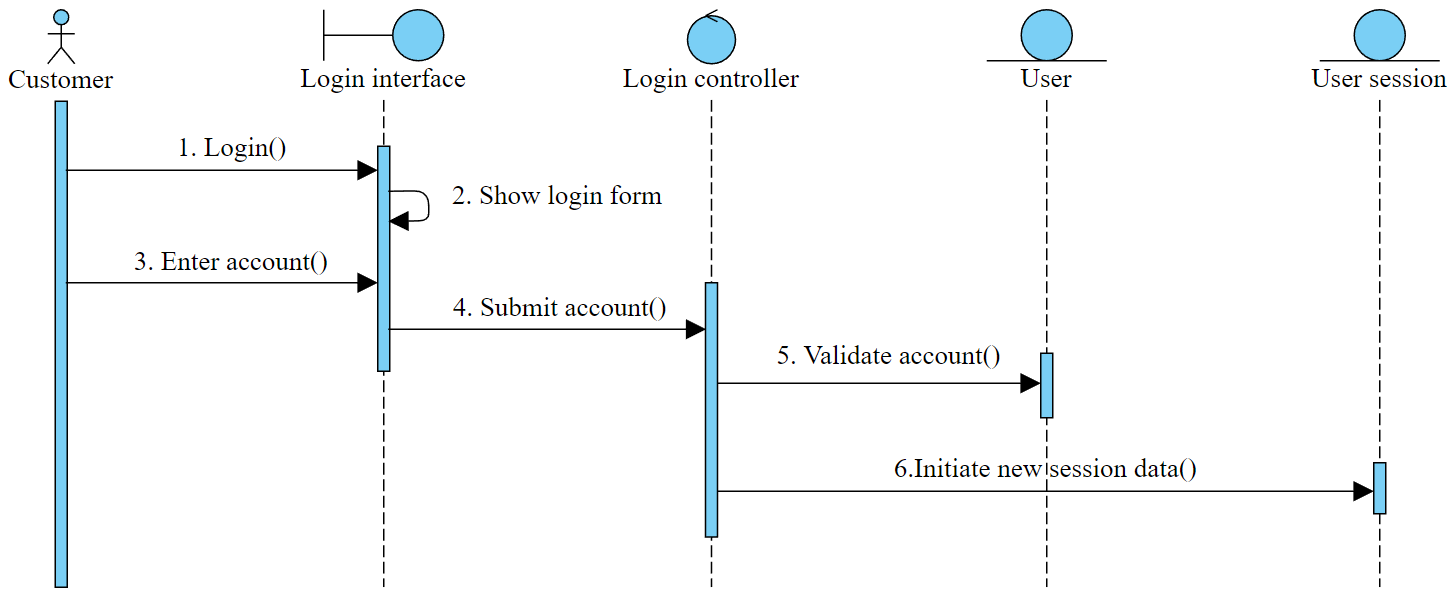 Customer
Login interface
Login controller
User
User session
1. Login()
2. Show login form
3. Enter account()
4. Submit account()
5. Validate account()
6.Initiate new session data()